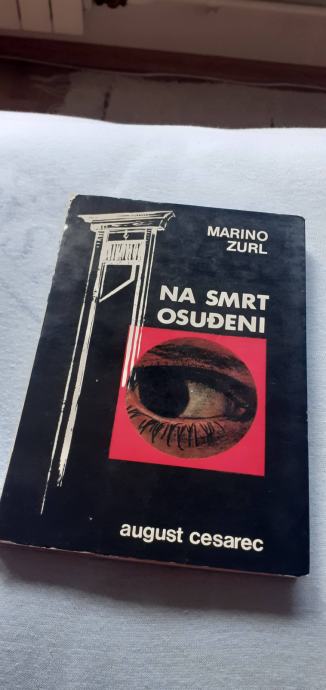 MARINO
ZURL
NA SMRT
OSUĐENI
august cesarec